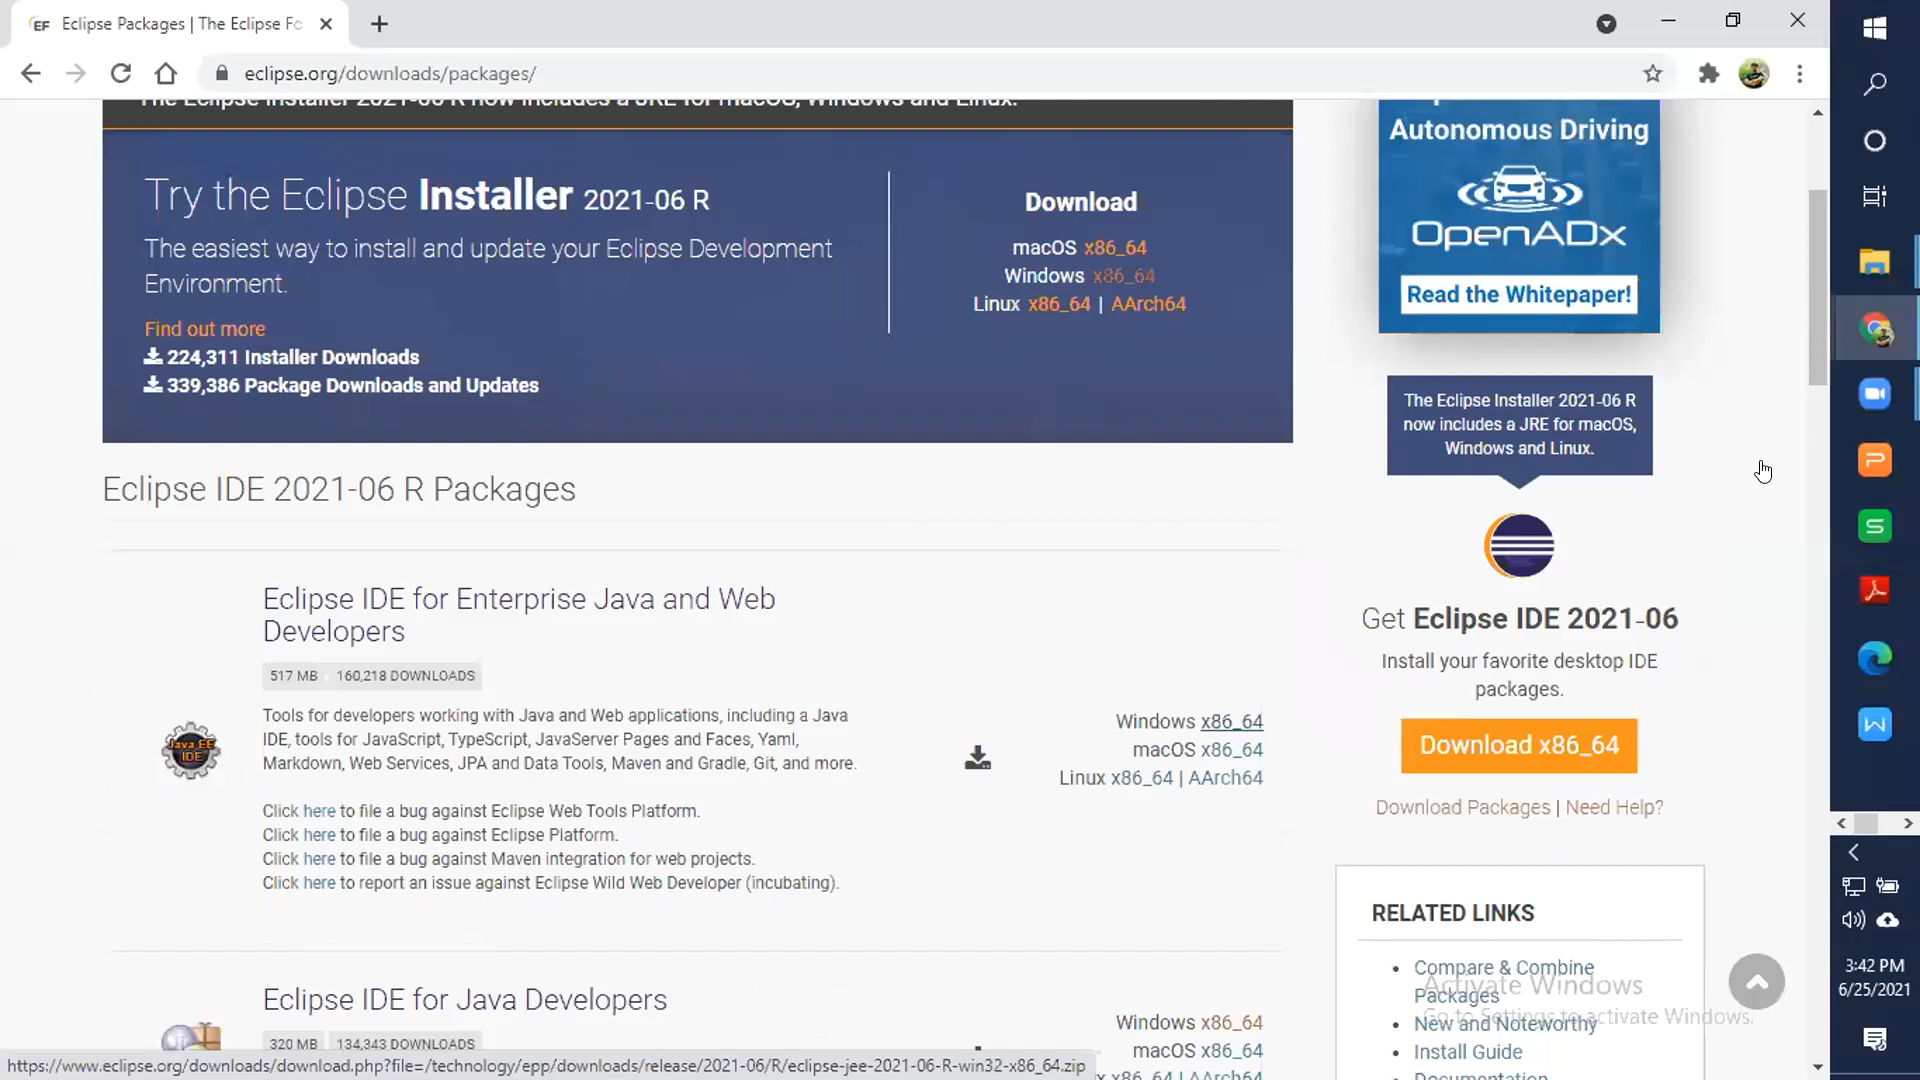 EF Eclipse Packages | The Eclipse Fo
eclipse.org/downloads/packages/
The Eclipse Installer 2021-06 R now includes a JRE for macOS, Windows and Linux.
Try the Eclipse Installer 2021-06 R
The easiest way to install and update your Eclipse Development
Environment.
Find out more
224,311 Installer Downloads
339,386 Package Downloads and Updates
Download
macOS x86_64
Windows x86_64
Linux x86_64 | AArch64
Autonomous Driving
OpenADx
Read the Whitepaper!
The Eclipse Installer 2021-06 R
now includes a JRE for macOS,
Windows and Linux.
Get Eclipse IDE 2021-06
Install your favorite desktop IDE
packages.
Download x86_64
Download Packages | Need Help?
Eclipse IDE 2021-06 R Packages
Eclipse IDE for Enterprise Java and Web
Developers
517 MB 160,218 DOWNLOADS
Java EE
IDE
Tools for developers working with Java and Web applications, including a Java
IDE, tools for JavaScript, TypeScript, JavaServer Pages and Faces, Yaml,
Markdown, Web Services, JPA and Data Tools, Maven and Gradle, Git, and more.
Click here to file a bug against Eclipse Web Tools Platform.
Click here to file a bug against Eclipse Platform.
Click here to file a bug against Maven integration for web projects.
Click here to report an issue against Eclipse Wild Web Developer (incubating).
Windows x86_64
macOS x86_64
Linux x86_64 | AArch64
Eclipse IDE for Java Developers
320 MB 134,343 DOWNLOADS
Windows x86_64
macOS x86_64
x86_64 | AArch64
RELATED LINKS
Compare & Combine
Packages
New and Noteworthy
Install Guide
Documentation
Activate Windows
Go to Settings to activate Windows.
https://www.eclipse.org/downloads/download.php?file=/technology/epp/downloads/release/2021-06/R/eclipse-jee-2021-06-R-win32-x86_64.zip
3:42 PM
6/25/2021